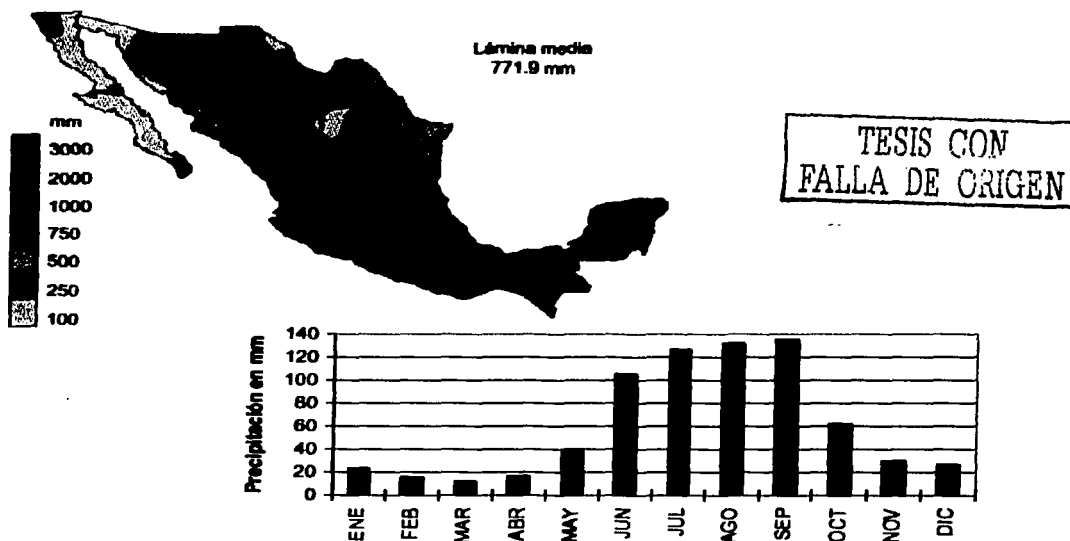 Lámina media
771.9 mm
TESIS CON
FALLA DE ORIGEN
mm
3000
2000
1000
750
500
250
100
Precipitación en mm
140
120
100
80
60
40
20
0
ENE
FEB
MAR
ABR
MAY
JUN
JUL
AGO
SEP
OCT
NOV
DIC